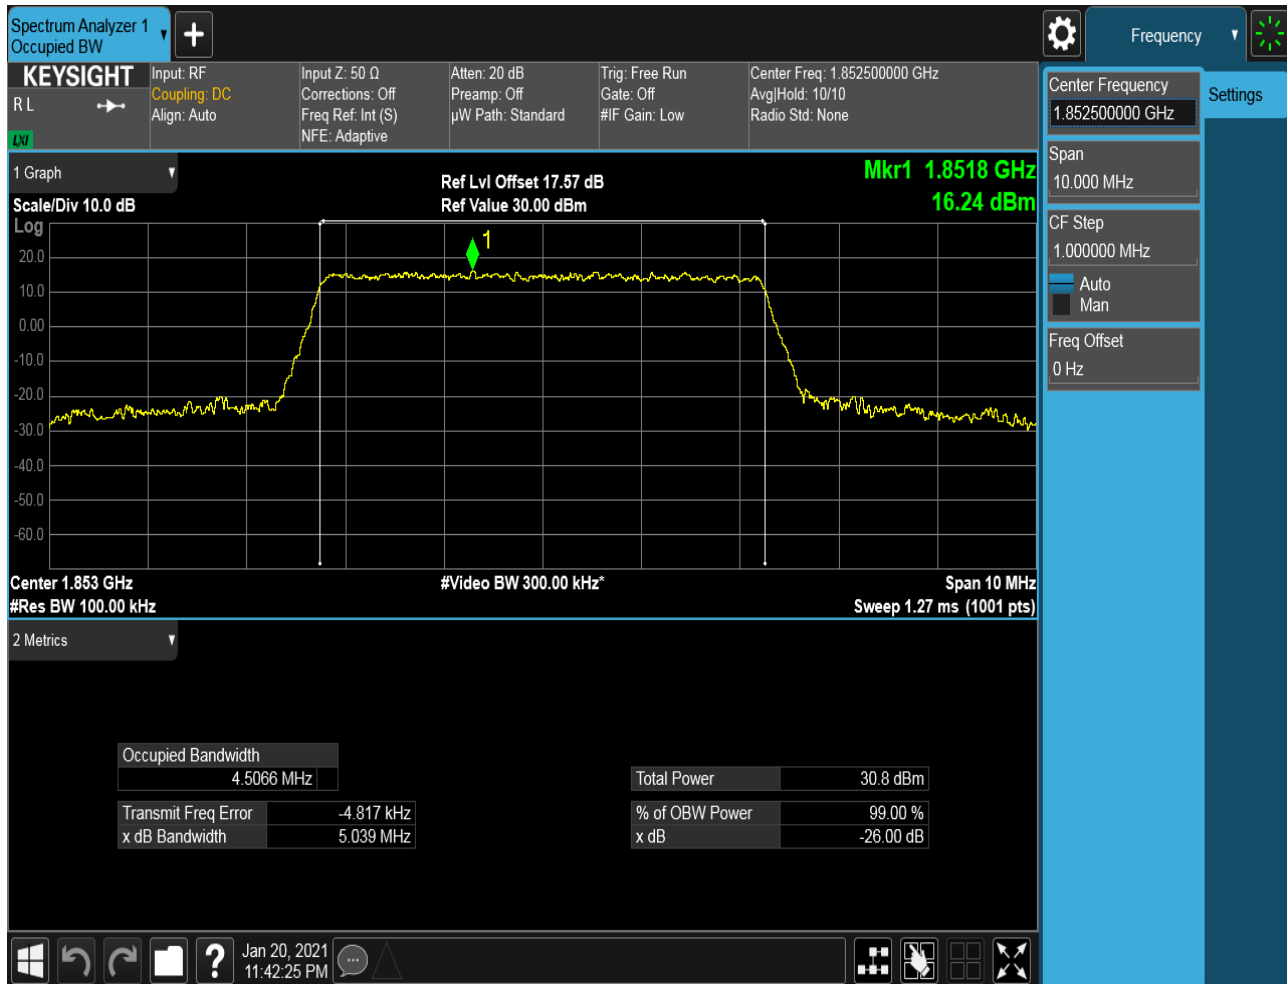 Spectrum Analyzer 1
Occupied BW
Frequency
KEYSIGHT
R L
LXI
Input: RF
Coupling: DC
Align: Auto
Input Z: 50 Ω
Corrections: Off
Freq Ref: Int (S)
NFE: Adaptive
Atten: 20 dB
Preamp: Off
µW Path: Standard
Trig: Free Run
Gate: Off
#IF Gain: Low
Center Freq: 1.852500000 GHz
Avg|Hold: 10/10
Radio Std: None
Center Frequency
1.852500000 GHz
Settings
Span
10.000 MHz
CF Step
1.000000 MHz
Auto
Man
Freq Offset
0 Hz
1 Graph
Scale/Div 10.0 dB
Ref Lvl Offset 17.57 dB
Ref Value 30.00 dBm
Mkr1 1.8518 GHz
16.24 dBm
Log
1
20.0
10.0
0.00
-10.0
-20.0
-30.0
-40.0
-50.0
-60.0
Center 1.853 GHz
#Video BW 300.00 kHz*
Span 10 MHz
#Res BW 100.00 kHz
Sweep 1.27 ms (1001 pts)
2 Metrics
Occupied Bandwidth
4.5066 MHz
Transmit Freq Error -4.817 kHz
x dB Bandwidth 5.039 MHz
Total Power 30.8 dBm
% of OBW Power 99.00 %
x dB -26.00 dB
?
Jan 20, 2021
11:42:25 PM